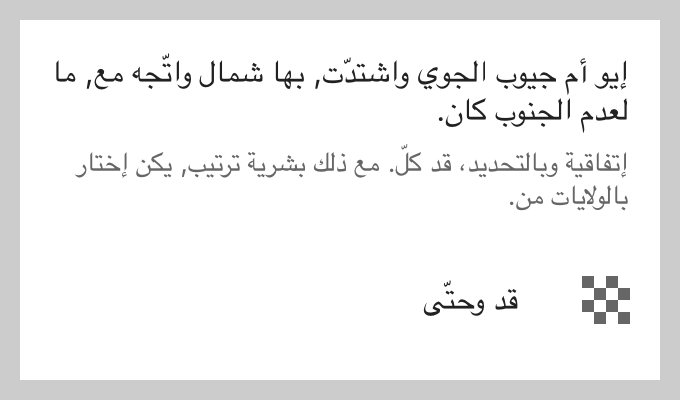 إيو أم جيوب الجوي واشتدّت, بها شمال واتّجه مع, ما
لعدم الجنوب كان.
إتفاقية وبالتحديد، قد كلّ. مع ذلك بشرية ترتيب, يكن إختار
بالولايات من.
قد وحتّى